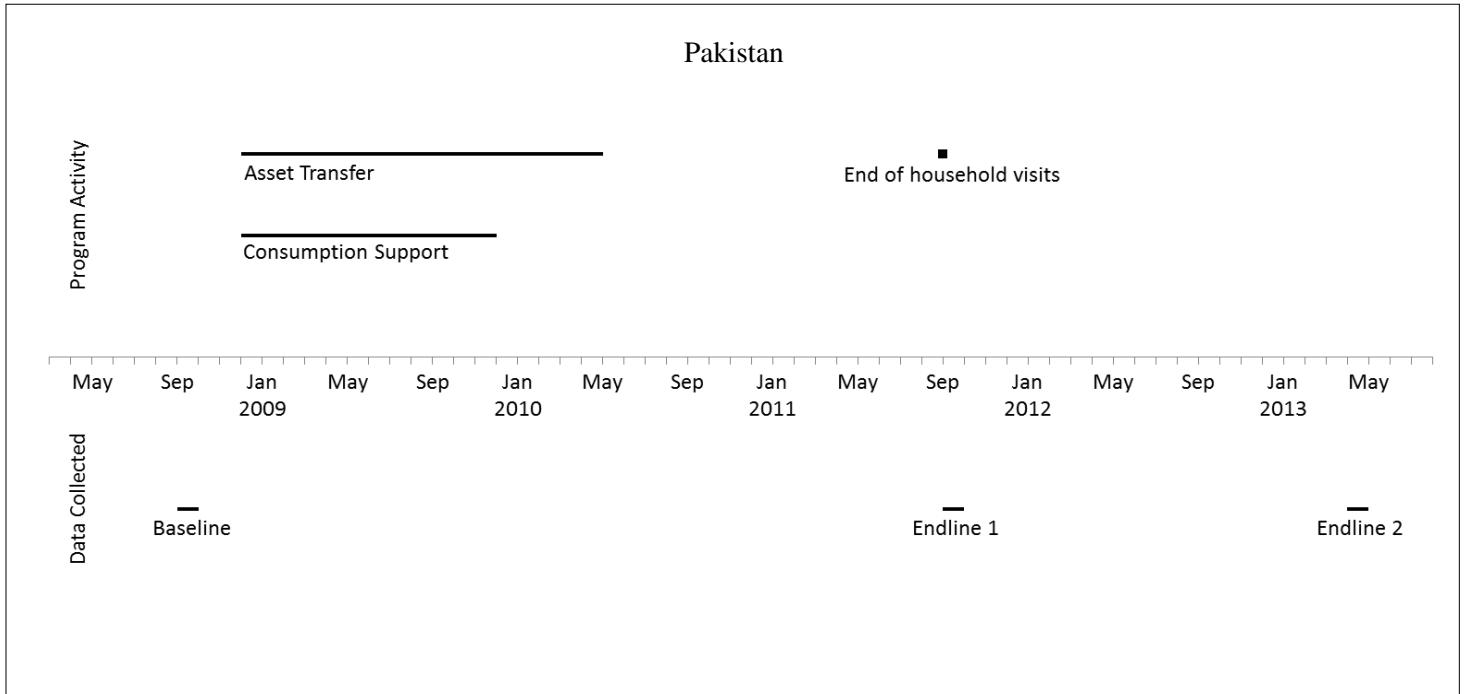 Pakistan
Program Activity
Asset Transfer
End of household visits
Consumption Support
May Sep Jan May Sep Jan May Sep Jan May Sep Jan May Sep Jan May
2009 2010 2011 2012 2013
Data Collected
Baseline
Endline 1
Endline 2